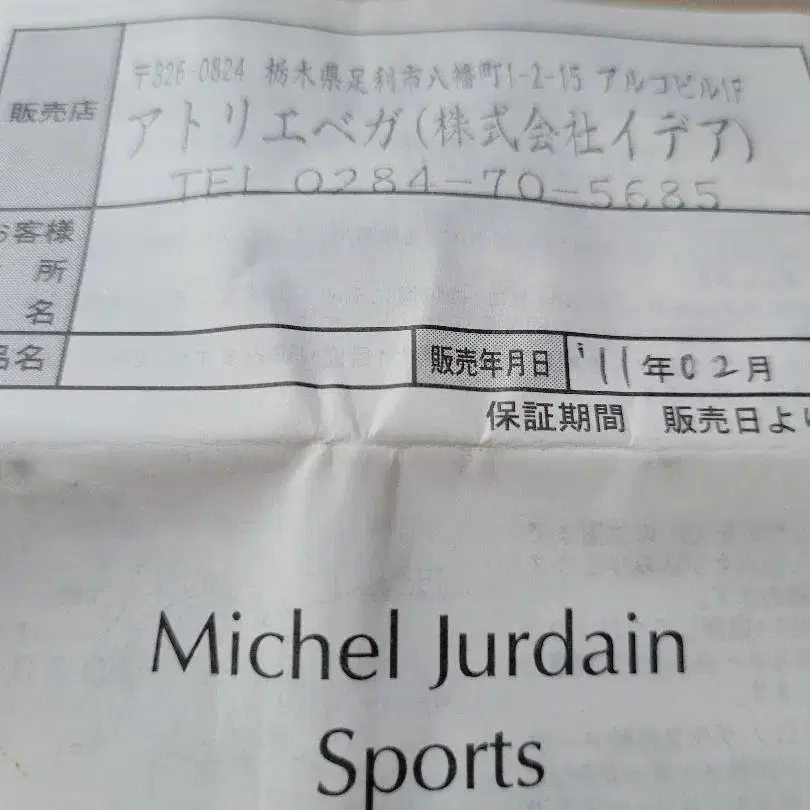 販売店
〒326-0824 栃木県足利市八幡町1-2-15 アルコビル1F
アトリエベガ(株式会社イデア)
TEL 0284-70-5685
お客様
所
名
品名
販売年月日 '11年02月
保証期間 販売日より
Michel Jurdain
Sports